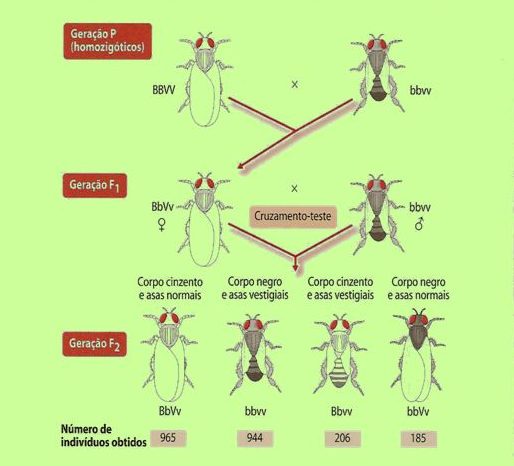 Geração P
(homozigóticos)
BBVV
x
bbvv
Geração F1
BbVv
♀
x
Cruzamento-teste
bbvv
♂
Corpo cinzento
e asas normais
Corpo negro
e asas vestigiais
Corpo cinzento
e asas vestigiais
Corpo negro
e asas normais
Geração F2
BbVv
bbvv
Bbvv
bbVv
Número de
indivíduos obtidos
965
944
206
185